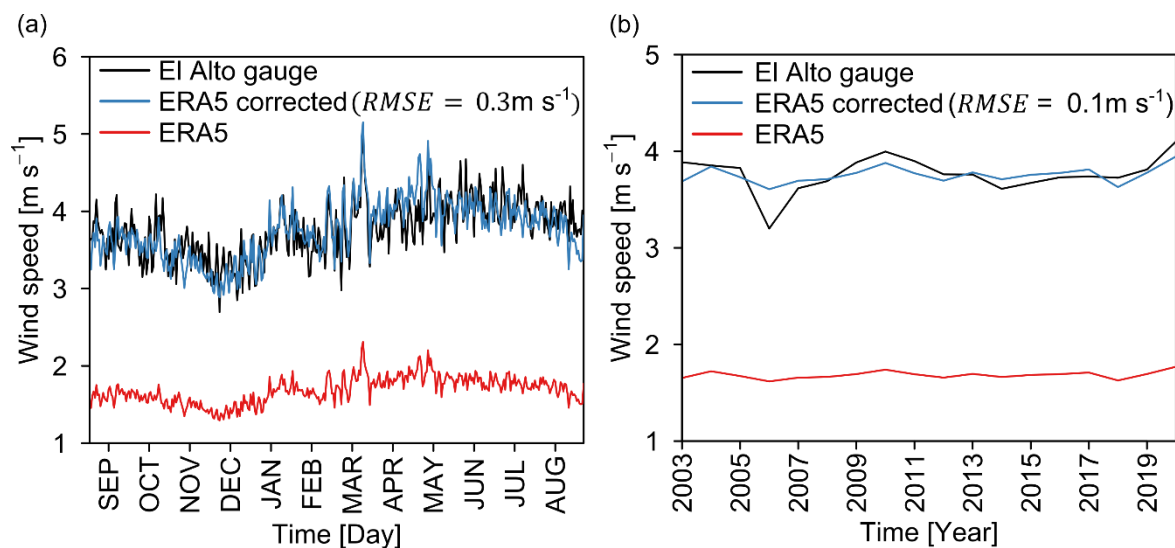 (a)
El Alto gauge
ERA5 corrected (RMSE = 0.3m s⁻¹)
ERA5
Wind speed [m s⁻¹]
6
5
4
3
2
1
SEP
OCT
NOV
DEC
JAN
FEB
MAR
APR
MAY
JUN
JUL
AUG
Time [Day]
(b)
El Alto gauge
ERA5 corrected (RMSE = 0.1m s⁻¹)
ERA5
Wind speed [m s⁻¹]
5
4
3
2
1
2003
2005
2007
2009
2011
2013
2015
2017
2019
Time [Year]